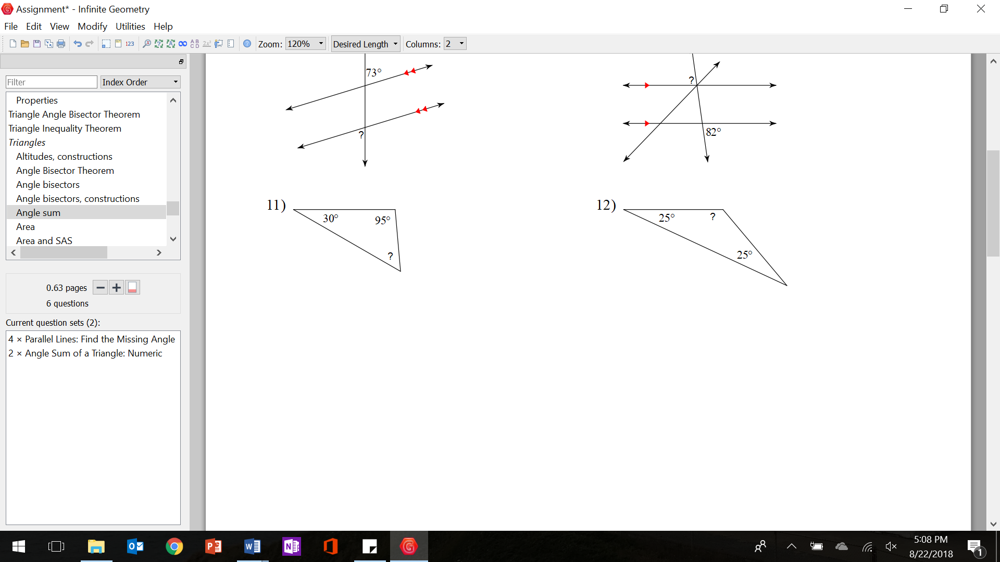 Assignment* - Infinite Geometry
File Edit View Modify Utilities Help
123 A B C D 2x² ? Zoom: 120% Desired Length Columns: 2
Filter Index Order
Properties
Triangle Angle Bisector Theorem
Triangle Inequality Theorem
Triangles
Altitudes, constructions
Angle Bisector Theorem
Angle bisectors
Angle bisectors, constructions
Angle sum
Area
Area and SAS
0.63 pages
6 questions
Current question sets (2):
4 × Parallel Lines: Find the Missing Angle
2 × Angle Sum of a Triangle: Numeric
73°
?
?
82°
11) 30° 95°
?
12) 25° ?
25°
5:08 PM
8/22/2018
1